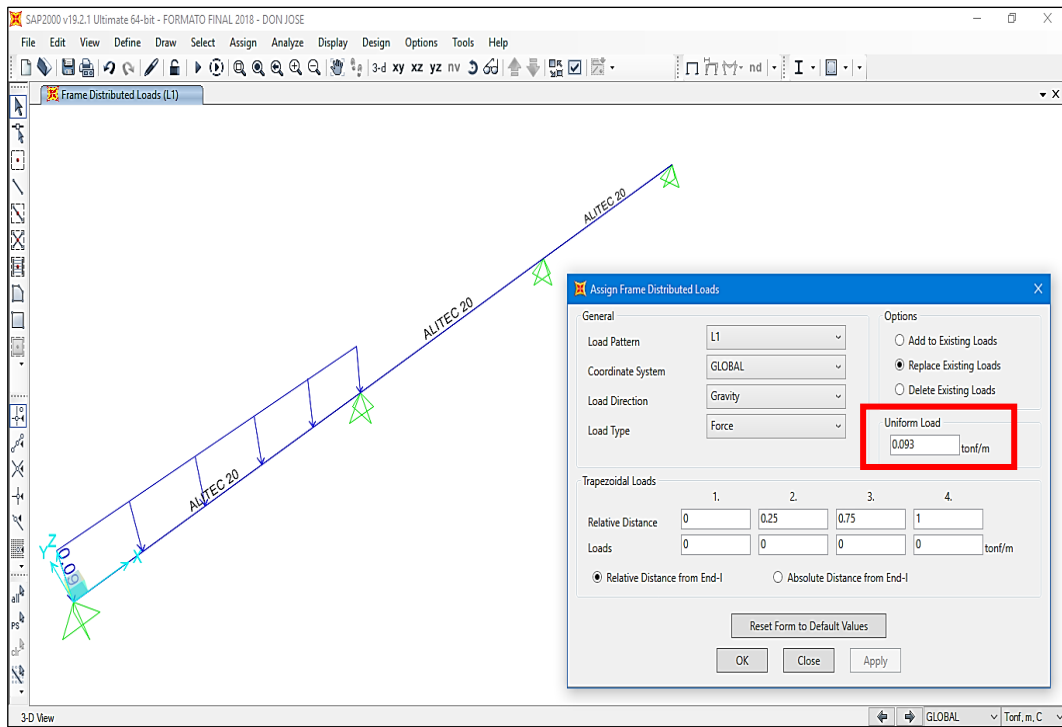 SAP2000 v19.2.1 Ultimate 64-bit - FORMATO FINAL 2018 - DON JOSE
File Edit View Define Draw Select Assign Analyze Display Design Options Tools Help
3-d xy xz yz nv nd
Frame Distributed Loads (L1)
X
ALITEC 20
ALITEC 20
ALITEC 20
0.09
Y Z X
all
PS
clr
Assign Frame Distributed Loads
General
Load Pattern L1
Coordinate System GLOBAL
Load Direction Gravity
Load Type Force
Options
Add to Existing Loads
Replace Existing Loads
Delete Existing Loads
Uniform Load
0.093 tonf/m
Trapezoidal Loads
1. 2. 3. 4.
Relative Distance 0 0.25 0.75 1
Loads 0 0 0 0 tonf/m
Relative Distance from End-I Absolute Distance from End-I
Reset Form to Default Values
OK Close Apply
3-D View GLOBAL Tonf, m, C